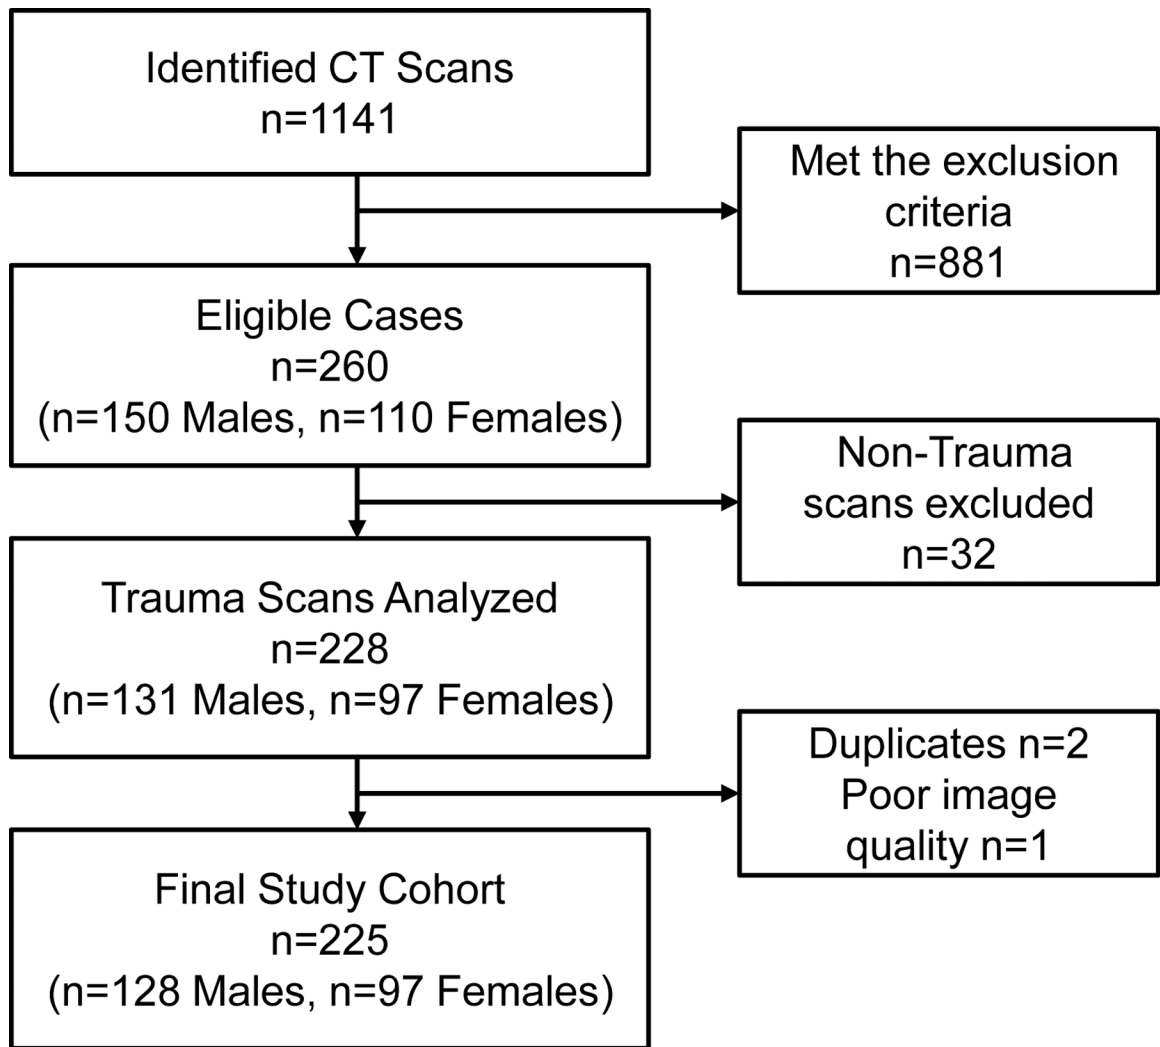 Identified CT Scans
n=1141
Met the exclusion
criteria
n=881
Eligible Cases
n=260
(n=150 Males, n=110 Females)
Non-Trauma
scans excluded
n=32
Trauma Scans Analyzed
n=228
(n=131 Males, n=97 Females)
Duplicates n=2
Poor image
quality n=1
Final Study Cohort
n=225
(n=128 Males, n=97 Females)